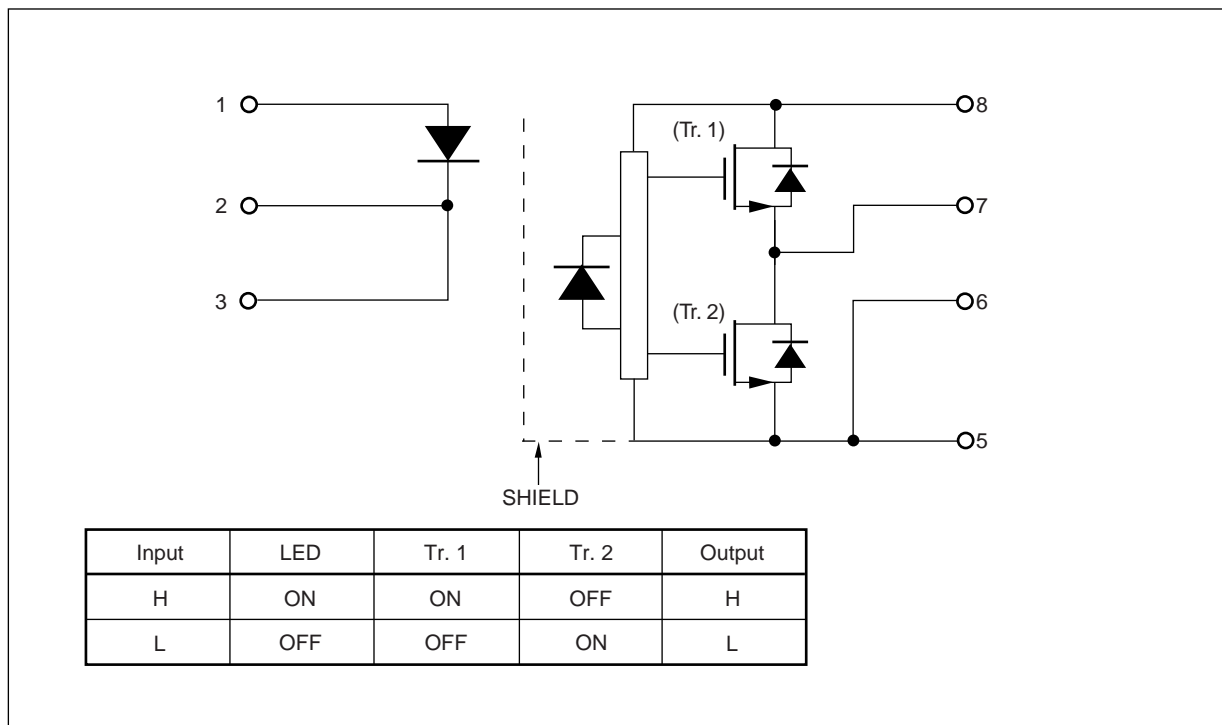 1
8
(Tr. 1)
2
7
3
(Tr. 2)
6
5
SHIELD
Input LED Tr. 1 Tr. 2 Output
H ON ON OFF H
L OFF OFF ON L